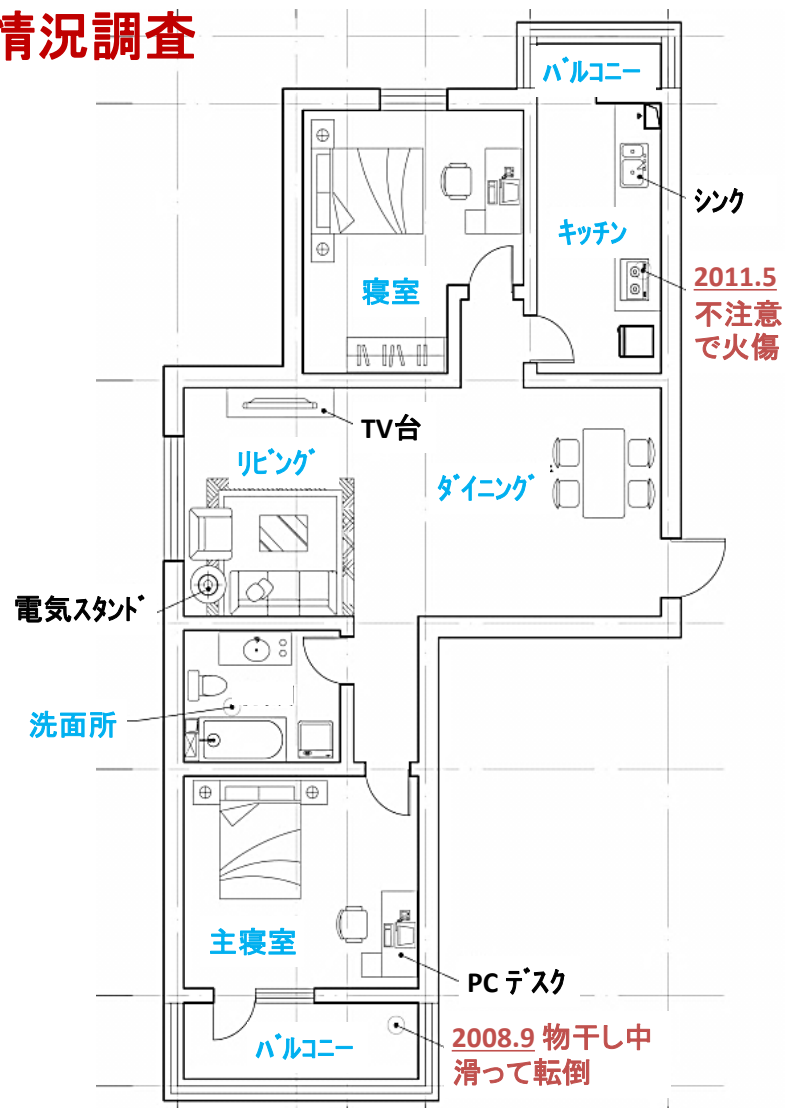 情況調査
バルコニー
シンク
キッチン
2011.5
不注意
で火傷
寝室
TV台
リビング
ダイニング
電気スタンド
洗面所
主寝室
PC デスク
バルコニー
2008.9 物干し中
滑って転倒